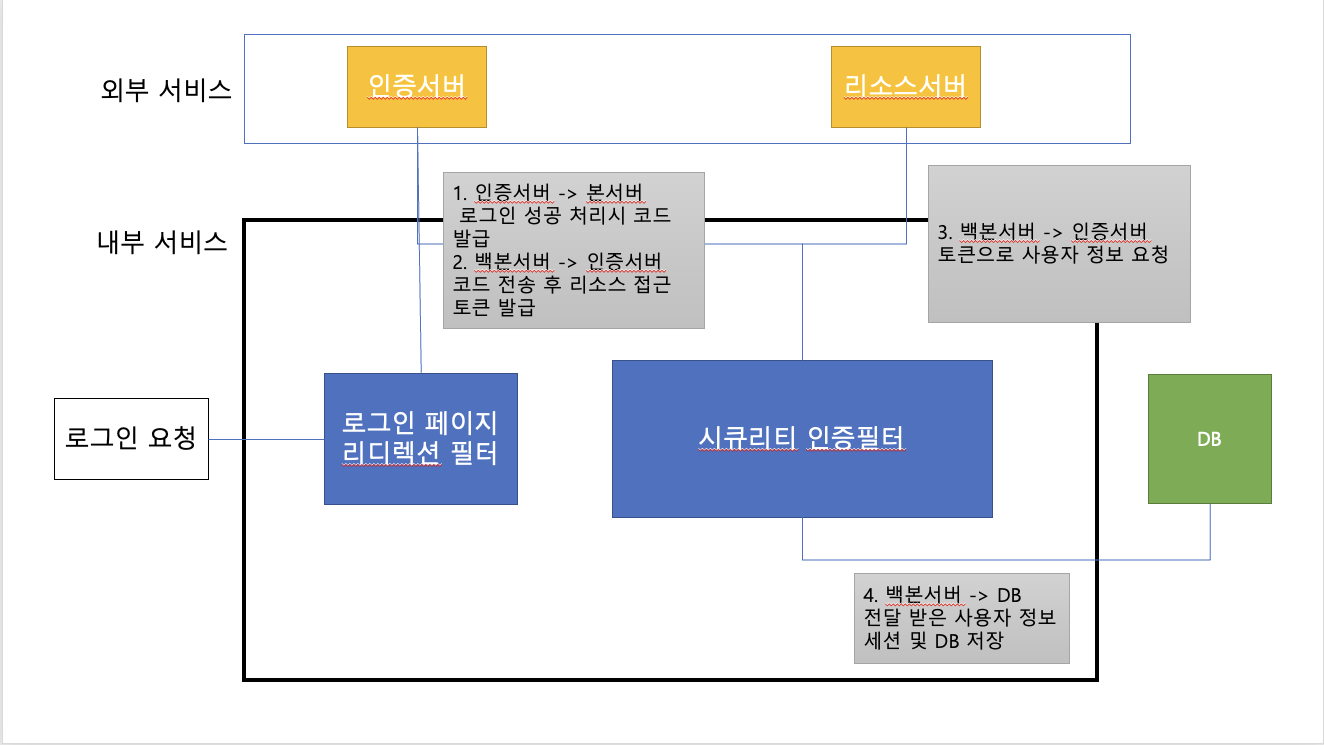 외부 서비스
인증서버
리소스서버
내부 서비스
1. 인증서버 -> 본서버
로그인 성공 처리시 코드
발급
2. 백본서버 -> 인증서버
코드 전송 후 리소스 접근
토큰 발급
3. 백본서버 -> 인증서버
토큰으로 사용자 정보 요청
로그인 요청
로그인 페이지
리디렉션 필터
시큐리티 인증필터
DB
4. 백본서버 -> DB
전달 받은 사용자 정보
세션 및 DB 저장